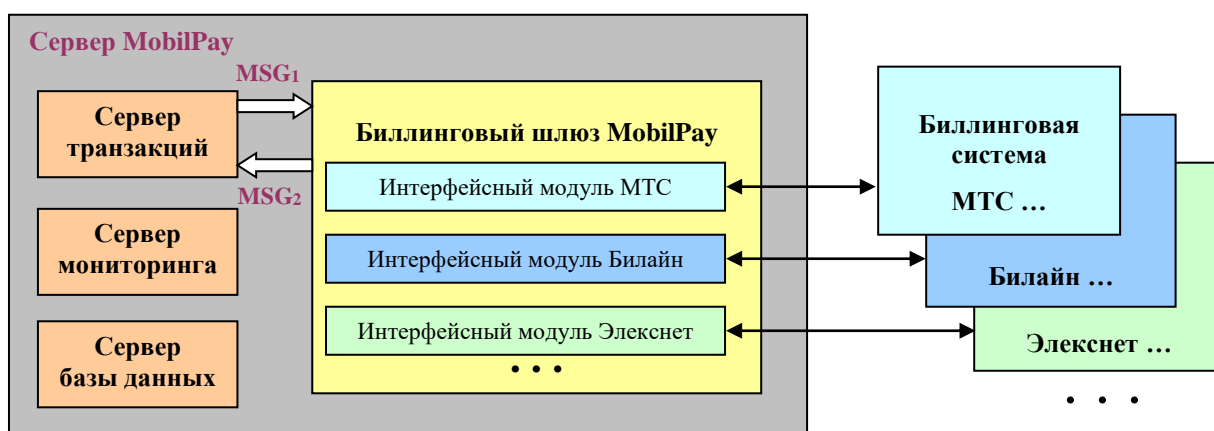 Сервер MobilPay
MSG1
Сервер
транзакций
MSG2
Сервер
мониторинга
Сервер
базы данных
Биллинговый шлюз MobilPay
Интерфейсный модуль МТС
Интерфейсный модуль Билайн
Интерфейсный модуль Элекснет
• • •
Биллинговая
система
МТС ...
Билайн ...
Элекснет ...
• • •